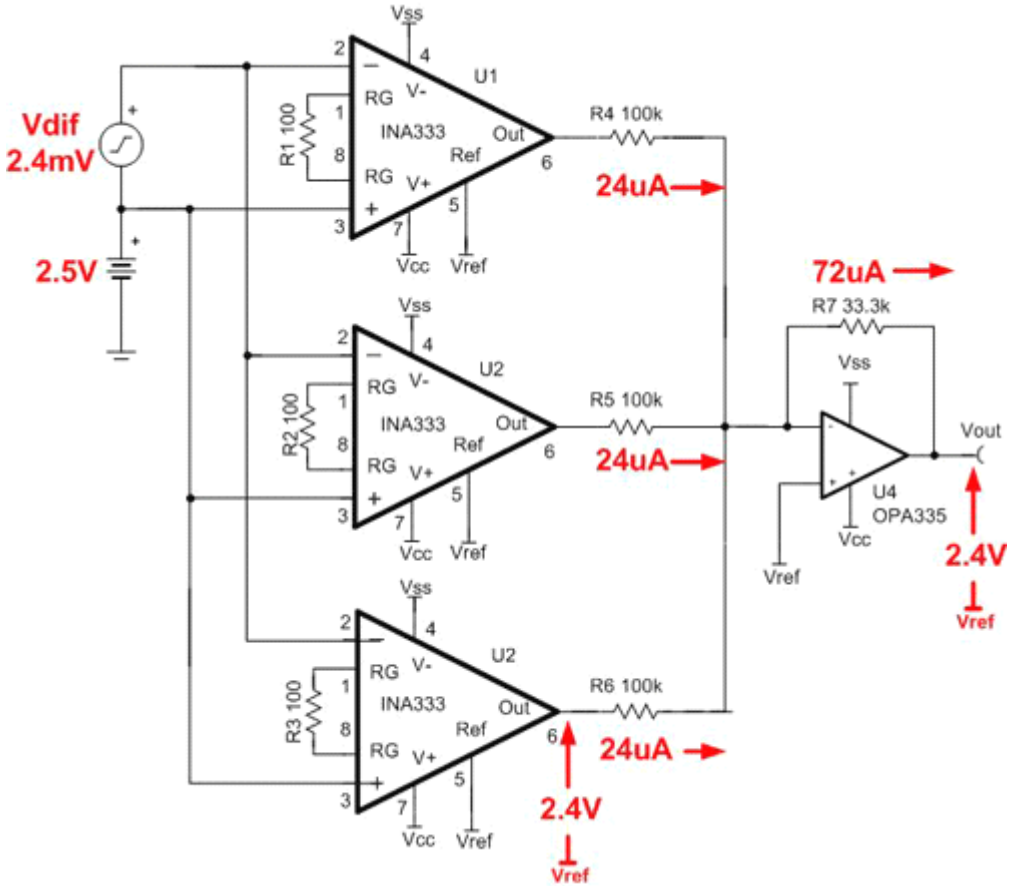 Vss
2
4
U1
−
V-
Vdif
2.4mV
+
1
RG
R1 100
INA333
8
RG
Out
6
R4 100k
24uA
Ref
V+
+
3
7
5
Vcc
Vref
+
2.5V
Vss
2
4
U2
−
V-
1
RG
R2 100
INA333
8
RG
Out
6
R5 100k
24uA
Ref
V+
+
3
7
5
Vcc
Vref
72uA
R7 33.3k
Vss
-
+
+
U4
OPA335
Vcc
Vref
Vout
2.4V
Vref
Vss
2
4
U2
−
V-
1
RG
R3 100
INA333
8
RG
Out
6
R6 100k
24uA
Ref
V+
+
3
7
5
Vcc
Vref
2.4V
Vref